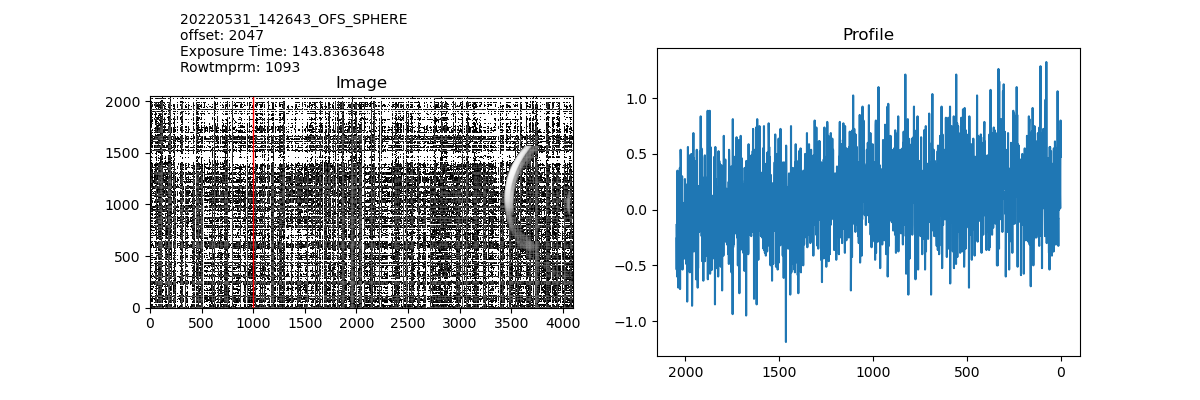 20220531_142643_OFS_SPHERE
offset: 2047
Exposure Time: 143.8363648
Rowtmprm: 1093
Image
2000
1500
1000
500
0
0 500 1000 1500 2000 2500 3000 3500 4000
Profile
1.0
0.5
0.0
−0.5
−1.0
2000 1500 1000 500 0